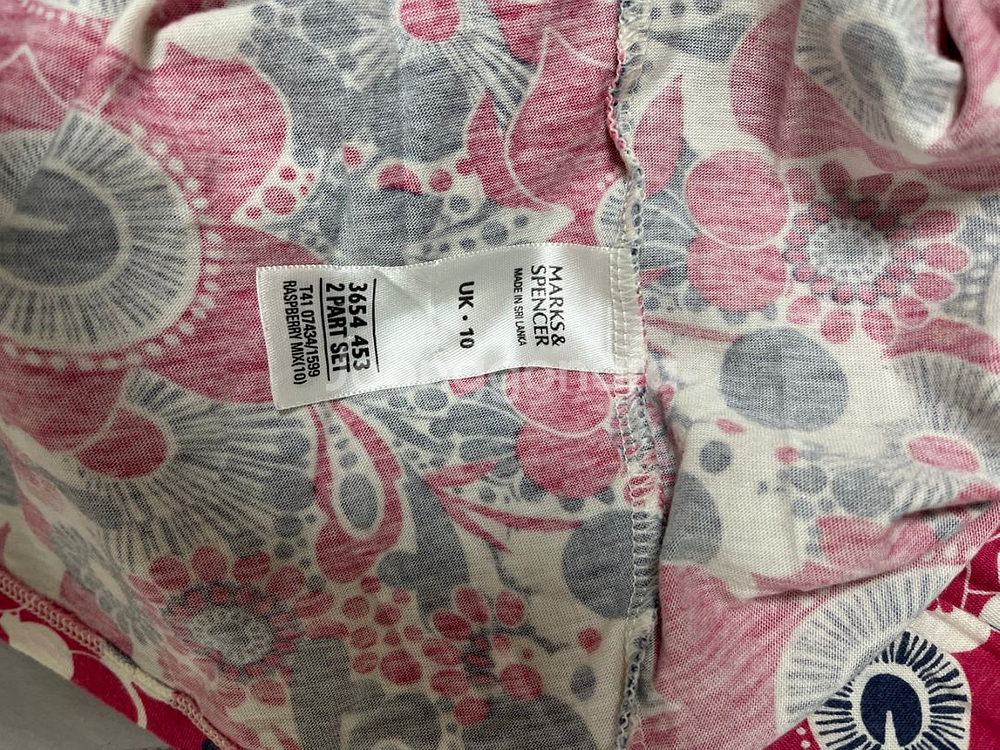 MARKS&
SPENCER
MADE IN SRI LANKA
UK • 10
3654 453
2 PART SET
T41 07434/1599
RASPBERRY MIX(10)